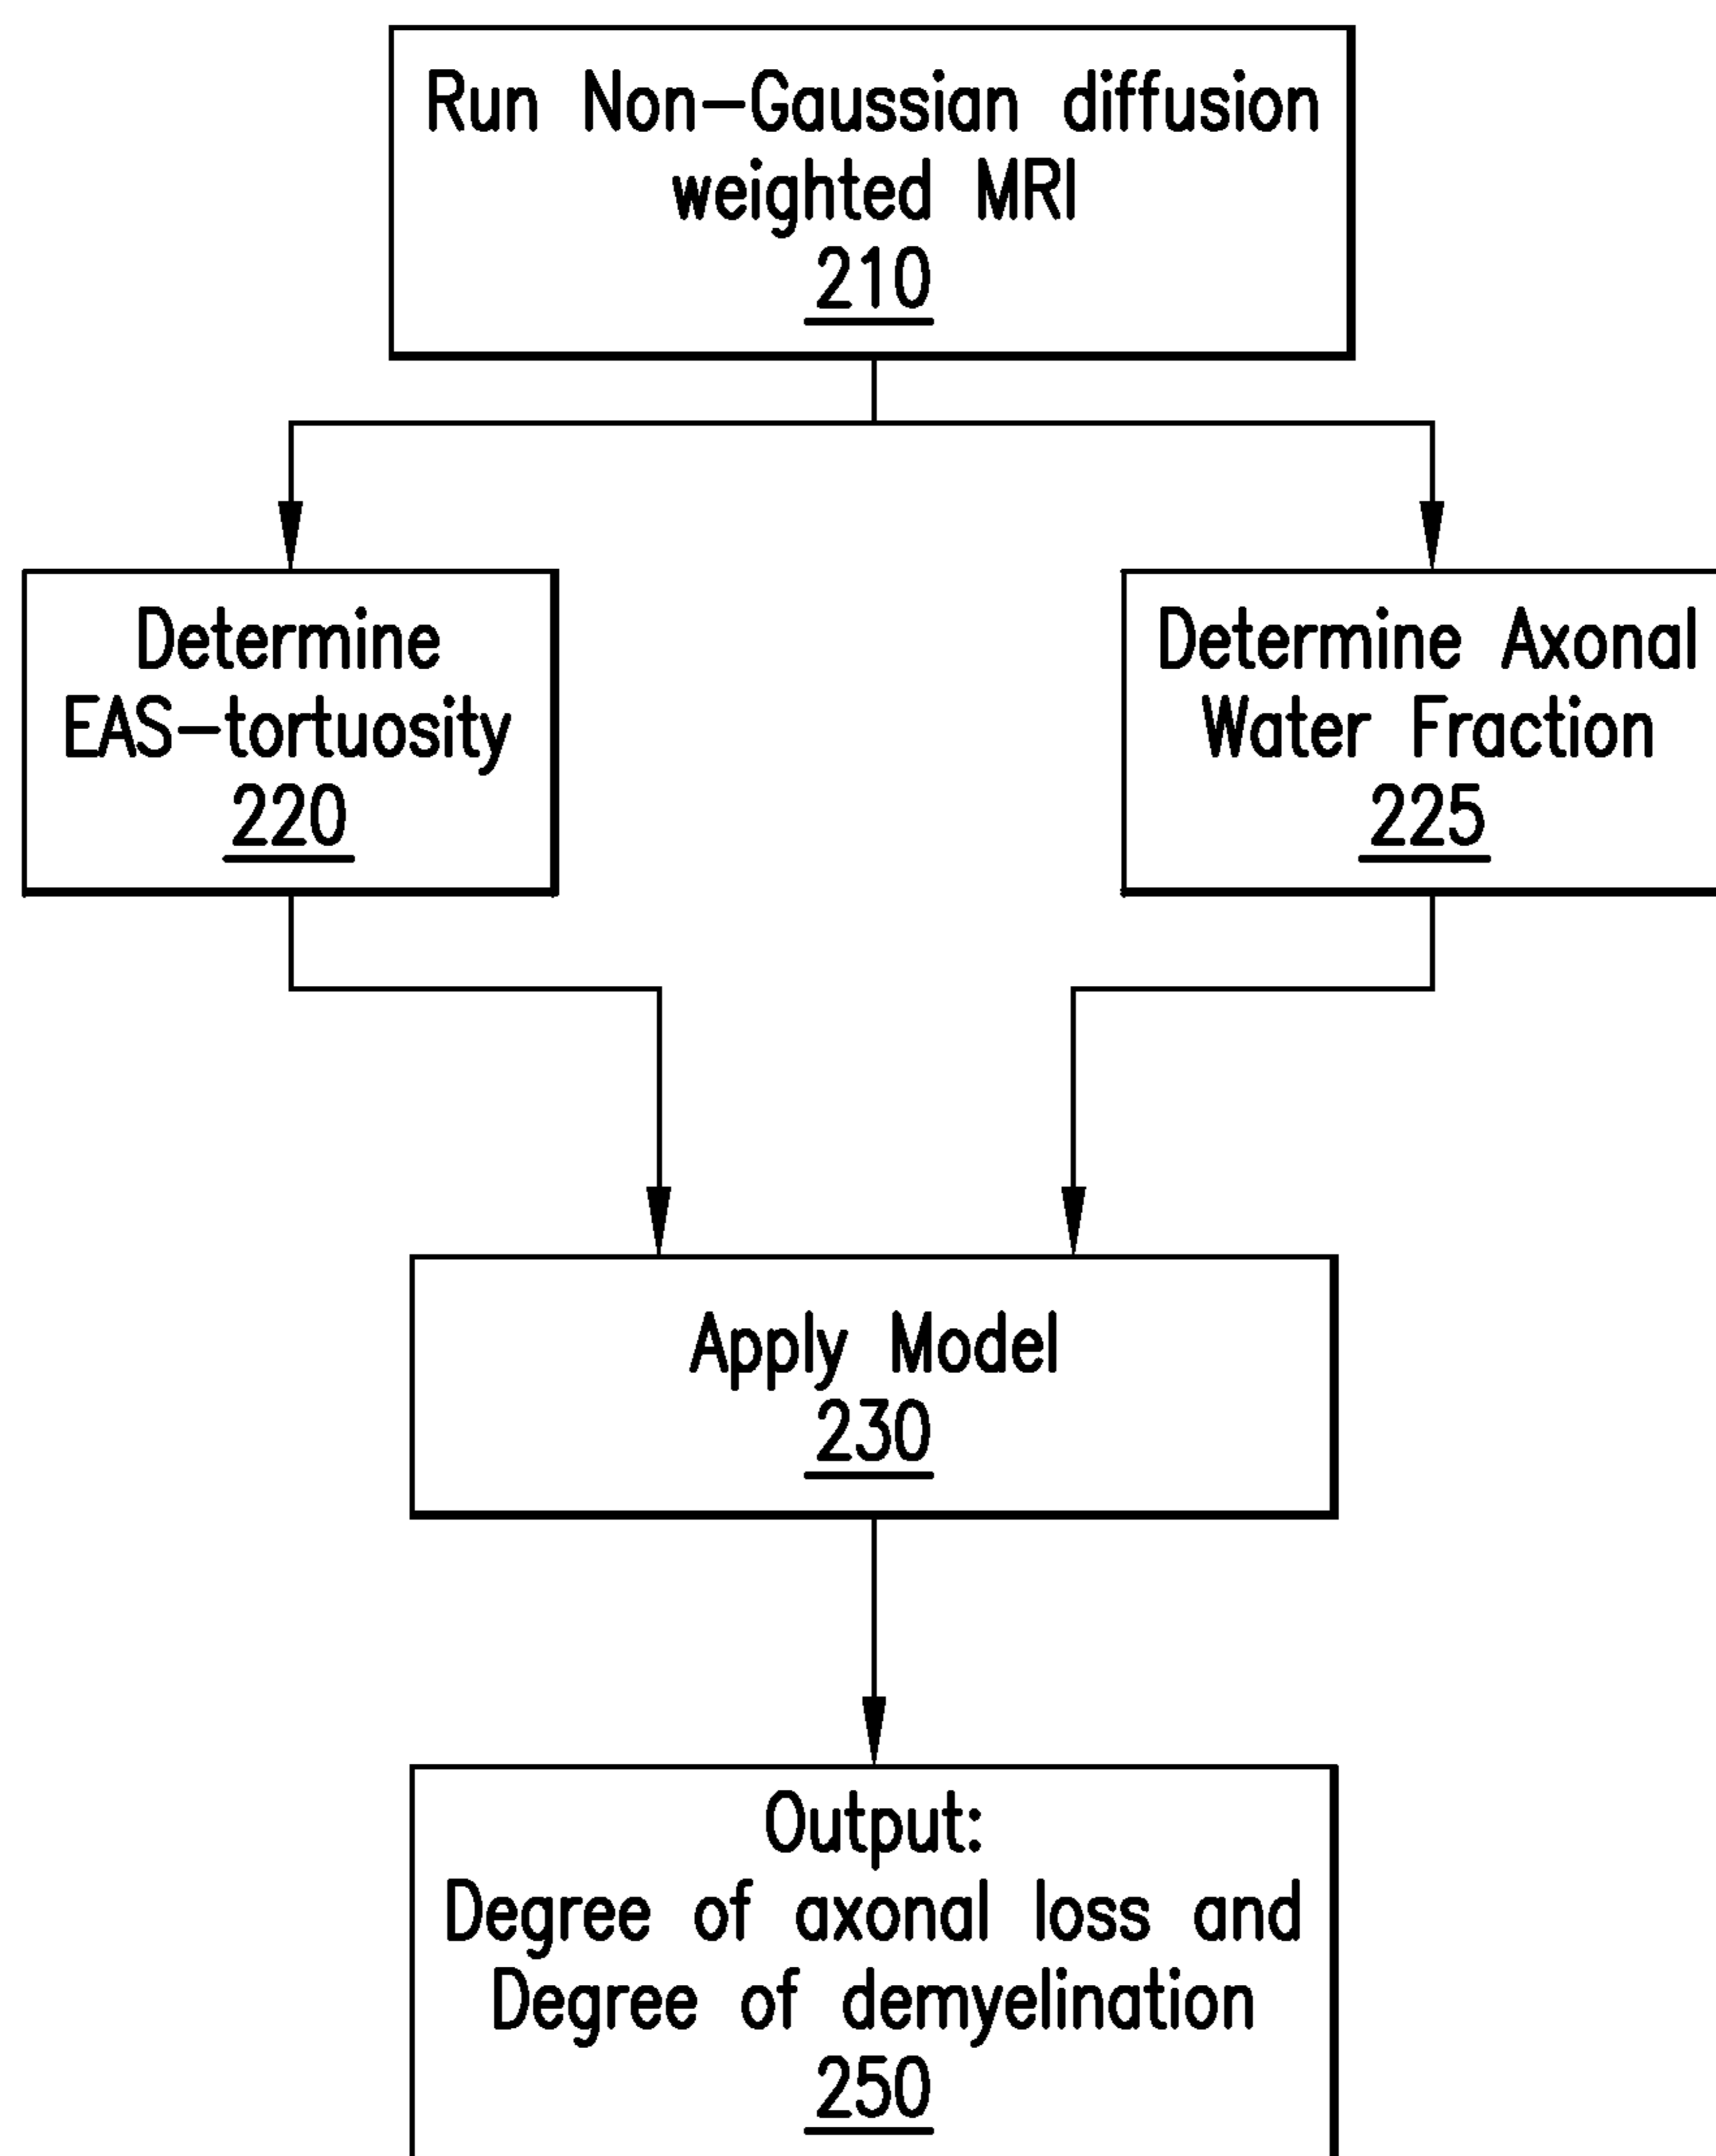 Run Non-Gaussian diffusion
weighted MRI
210
Determine
EAS-tortuosity
220
Determine Axonal
Water Fraction
225
Apply Model
230
Output:
Degree of axonal loss and
Degree of demyelination
250